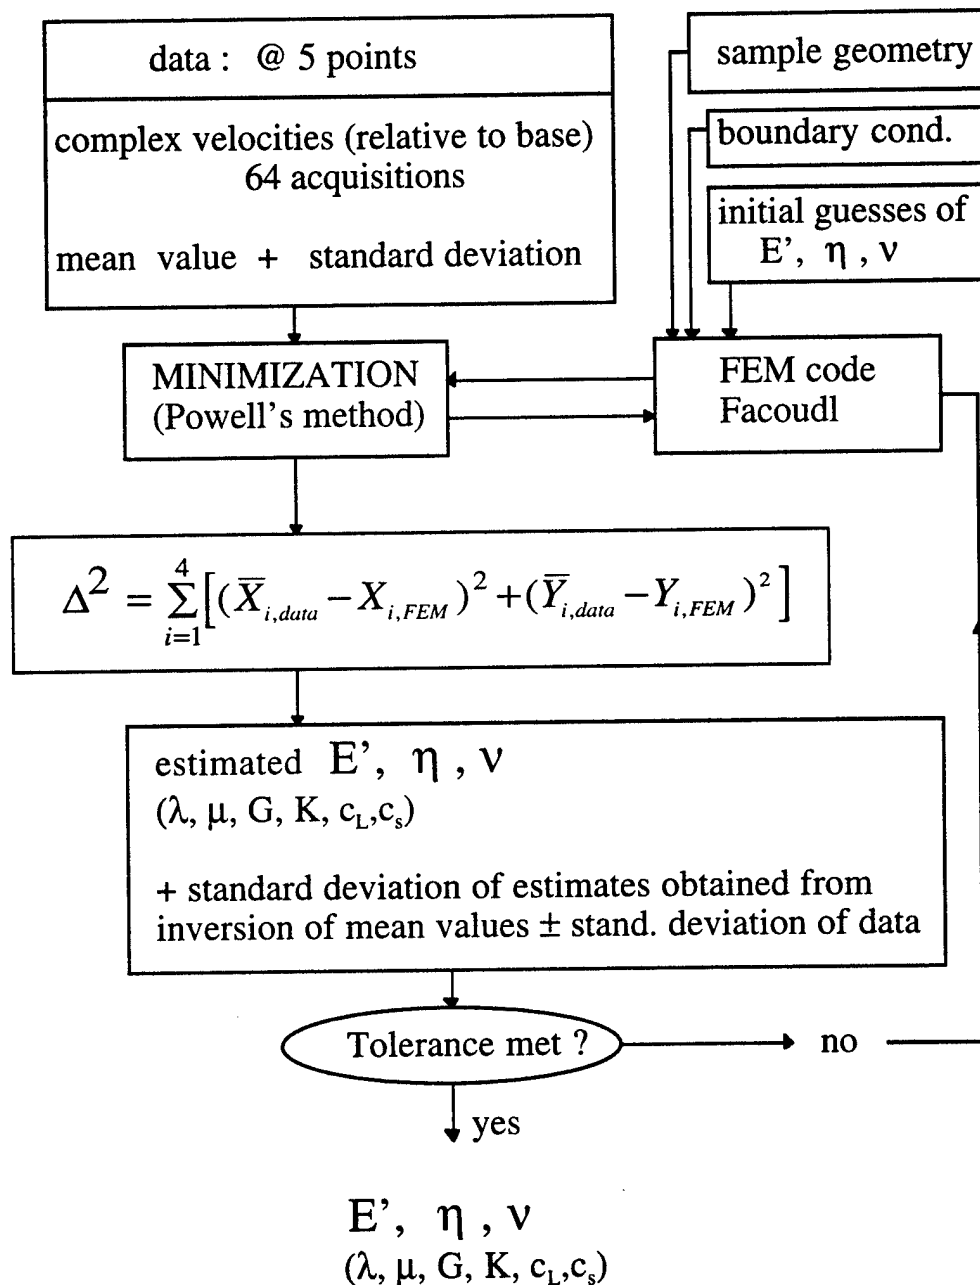 data :  @ 5 points
complex velocities (relative to base)
64 acquisitions
mean value + standard deviation
sample geometry
boundary cond.
initial guesses of
E’, η , ν
MINIMIZATION
(Powell’s method)
FEM code
Facoudl
Δ² = ∑_{i=1}^{4} [(X̅_{i,data} − X_{i,FEM})² + (Y̅_{i,data} − Y_{i,FEM})²]
estimated E’, η , ν
(λ, μ, G, K, c_L,c_s)
+ standard deviation of estimates obtained from
inversion of mean values ± stand. deviation of data
Tolerance met ?
no
yes
E’, η , ν
(λ, μ, G, K, c_L,c_s)